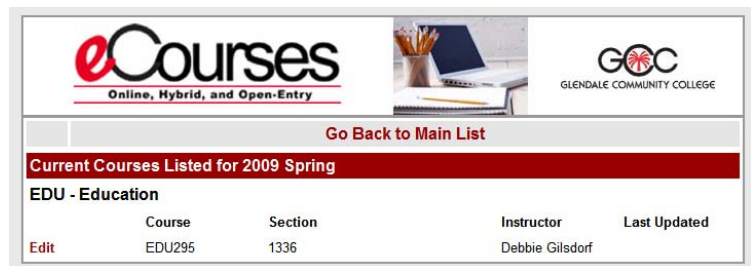 eCourses
Online, Hybrid, and Open-Entry
GCC
GLENDALE COMMUNITY COLLEGE
Go Back to Main List
Current Courses Listed for 2009 Spring
EDU - Education
Course Section Instructor Last Updated
Edit EDU295 1336 Debbie Gilsdorf